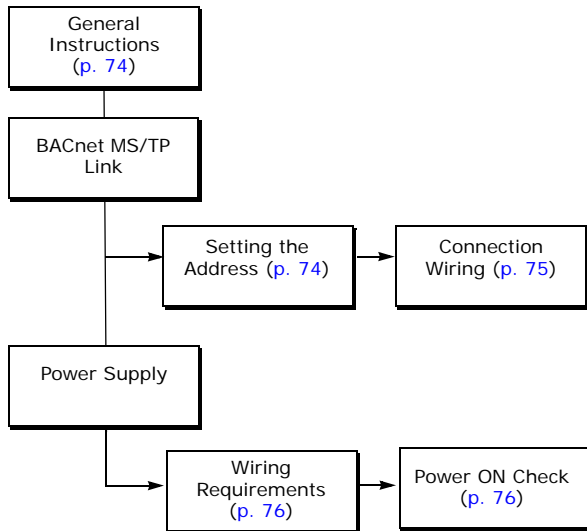 General
Instructions
(p. 74)
BACnet MS/TP
Link
Setting the
Address (p. 74)
Connection
Wiring (p. 75)
Power Supply
Wiring
Requirements
(p. 76)
Power ON Check
(p. 76)